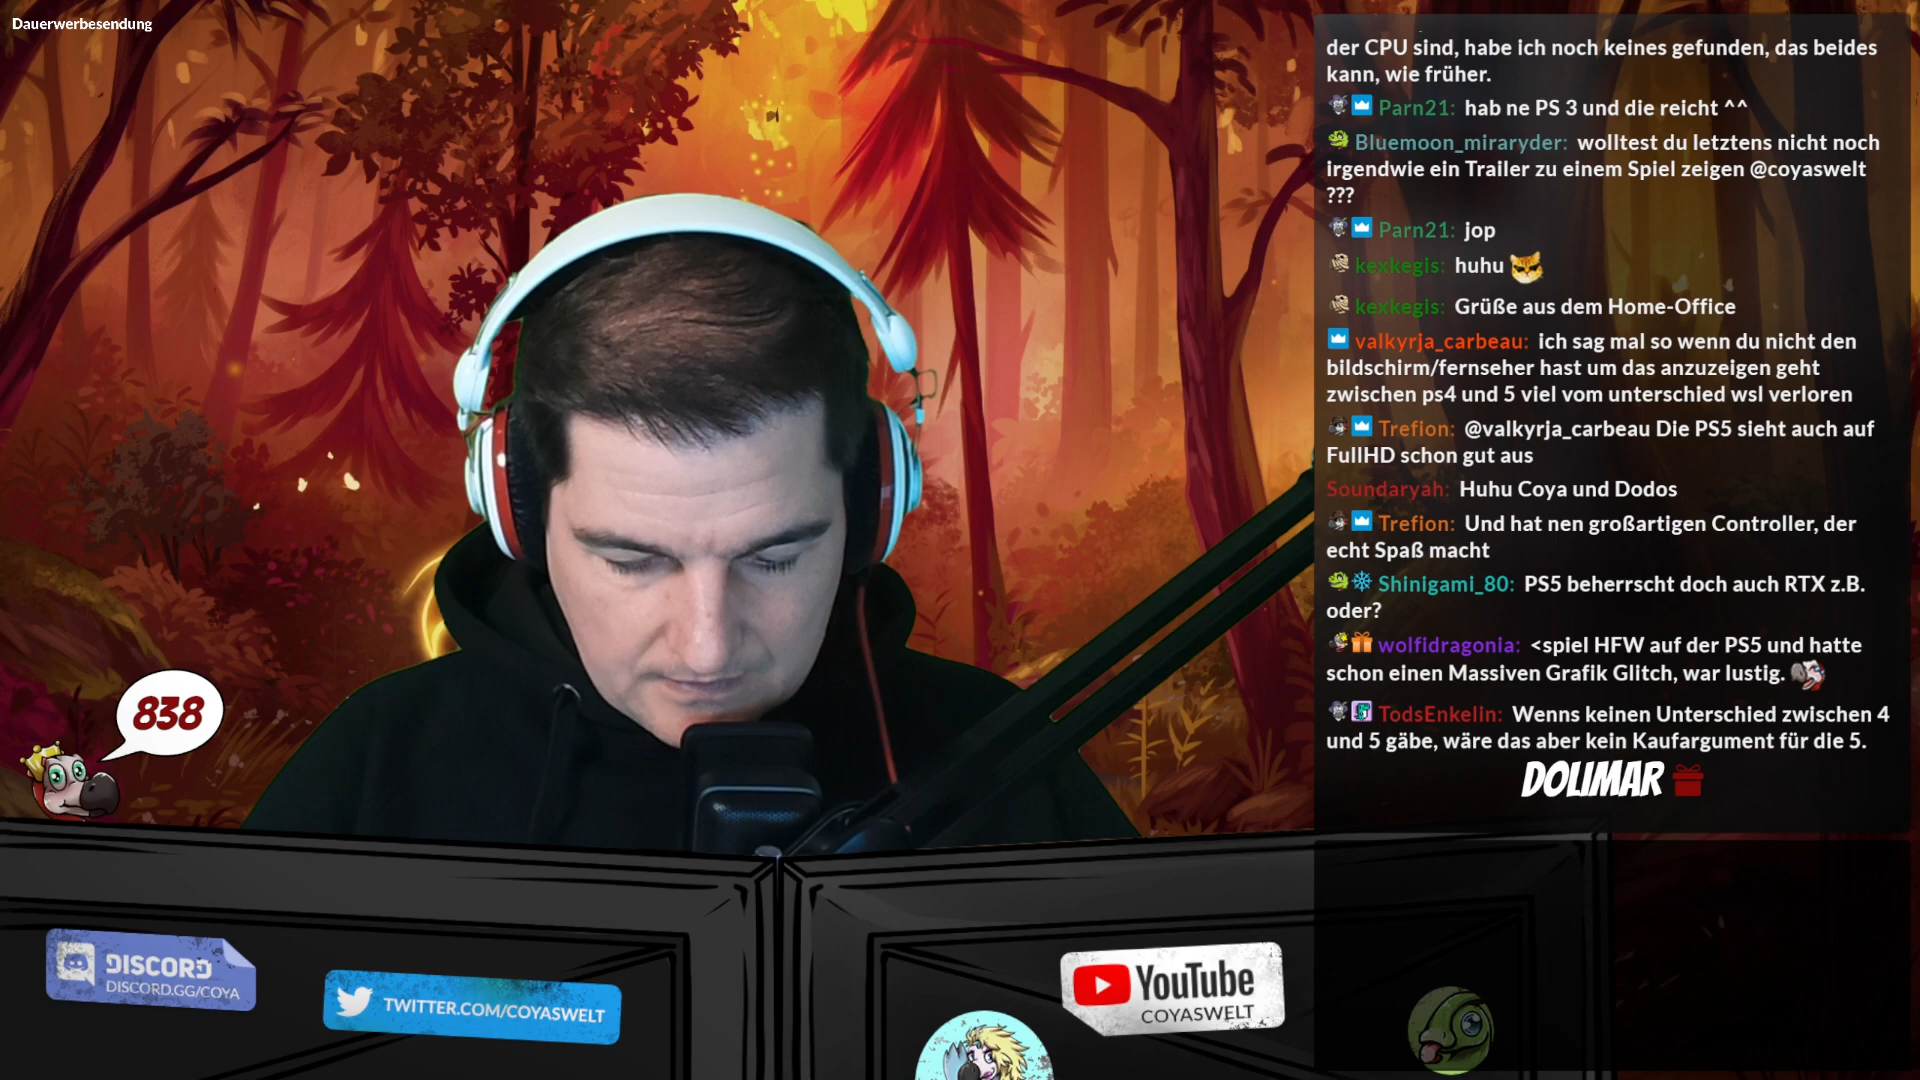 Dauerwerbesendung
der CPU sind, habe ich noch keines gefunden, das beides
kann, wie früher.
Parn21: hab ne PS 3 und die reicht ^^
Bluemoon_miraryder: wolltest du letztens nicht noch
irgendwie ein Trailer zu einem Spiel zeigen @coyaswelt
???
Parn21: jop
kexkegis: huhu
kexkegis: Grüße aus dem Home-Office
valkyrja_carbeau: ich sag mal so wenn du nicht den
bildschirm/fernseher hast um das anzuzeigen geht
zwischen ps4 und 5 viel vom unterschied wsl verloren
Trefion: @valkyrja_carbeau Die PS5 sieht auch auf
FullHD schon gut aus
Soundaryah: Huhu Coya und Dodos
Trefion: Und hat nen großartigen Controller, der
echt Spaß macht
Shinigami_80: PS5 beherrscht doch auch RTX z.B.
oder?
wolfidragonia: <spiel HFW auf der PS5 und hatte
schon einen Massiven Grafik Glitch, war lustig.
TodsEnkelin: Wenns keinen Unterschied zwischen 4
und 5 gäbe, wäre das aber kein Kaufargument für die 5.
DOLIMAR
838
DISCORD
DISCORD.GG/COYA
TWITTER.COM/COYASWELT
YouTube
COYASWELT